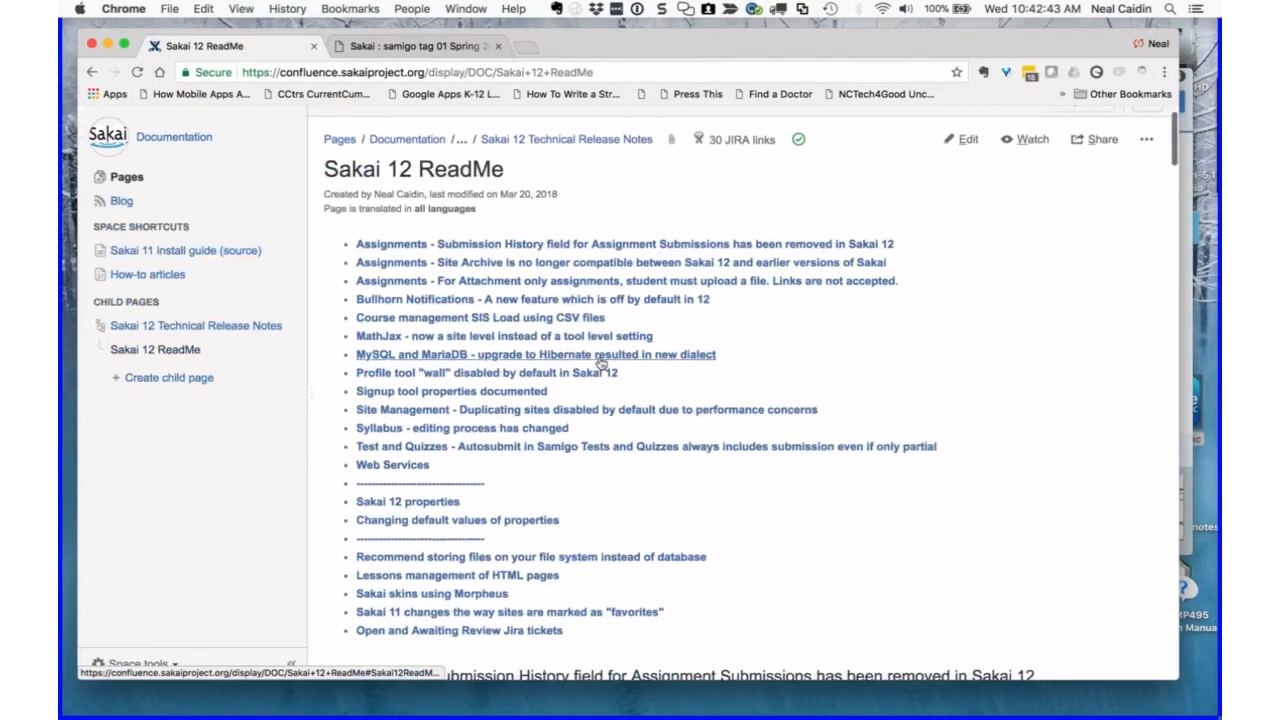 Chrome File Edit View History Bookmarks People Window Help 100% Wed 10:42:43 AM Neal Caidin
Sakai 12 ReadMe × Sakai : samigo tag 01 Spring 2 × Neal
Secure https://confluence.sakaiproject.org/display/DOC/Sakai+12+ReadMe
Apps How Mobile Apps A... CCtrs CurrentCum... Google Apps K-12 L... How To Write a Str... Press This Find a Doctor NCTech4Good Unc... » Other Bookmarks
Sakai Documentation
Pages
Blog
SPACE SHORTCUTS
Sakai 11 install guide (source)
How-to articles
CHILD PAGES
Sakai 12 Technical Release Notes
Sakai 12 ReadMe
+ Create child page
Space tools
Pages / Documentation /... / Sakai 12 Technical Release Notes 30 JIRA links Edit Watch Share •••
Sakai 12 ReadMe
Created by Neal Caidin, last modified on Mar 20, 2018
Page is translated in all languages
• Assignments - Submission History field for Assignment Submissions has been removed in Sakai 12
• Assignments - Site Archive is no longer compatible between Sakai 12 and earlier versions of Sakai
• Assignments - For Attachment only assignments, student must upload a file. Links are not accepted.
• Bullhorn Notifications - A new feature which is off by default in 12
• Course management SIS Load using CSV files
• MathJax - now a site level instead of a tool level setting
• MySQL and MariaDB - upgrade to Hibernate resulted in new dialect
• Profile tool "wall" disabled by default in Sakai 12
• Signup tool properties documented
• Site Management - Duplicating sites disabled by default due to performance concerns
• Syllabus - editing process has changed
• Test and Quizzes - Autosubmit in Samigo Tests and Quizzes always includes submission even if only partial
• Web Services
• --------------------------------
• Sakai 12 properties
• Changing default values of properties
• --------------------------------
• Recommend storing files on your file system instead of database
• Lessons management of HTML pages
• Sakai skins using Morpheus
• Sakai 11 changes the way sites are marked as "favorites"
• Open and Awaiting Review Jira tickets
https://confluence.sakaiproject.org/display/DOC/Sakai+12+ReadMe#Sakai12ReadM...
bmission History field for Assignment Submissions has been removed in Sakai 12
notes
MP495
n Manual